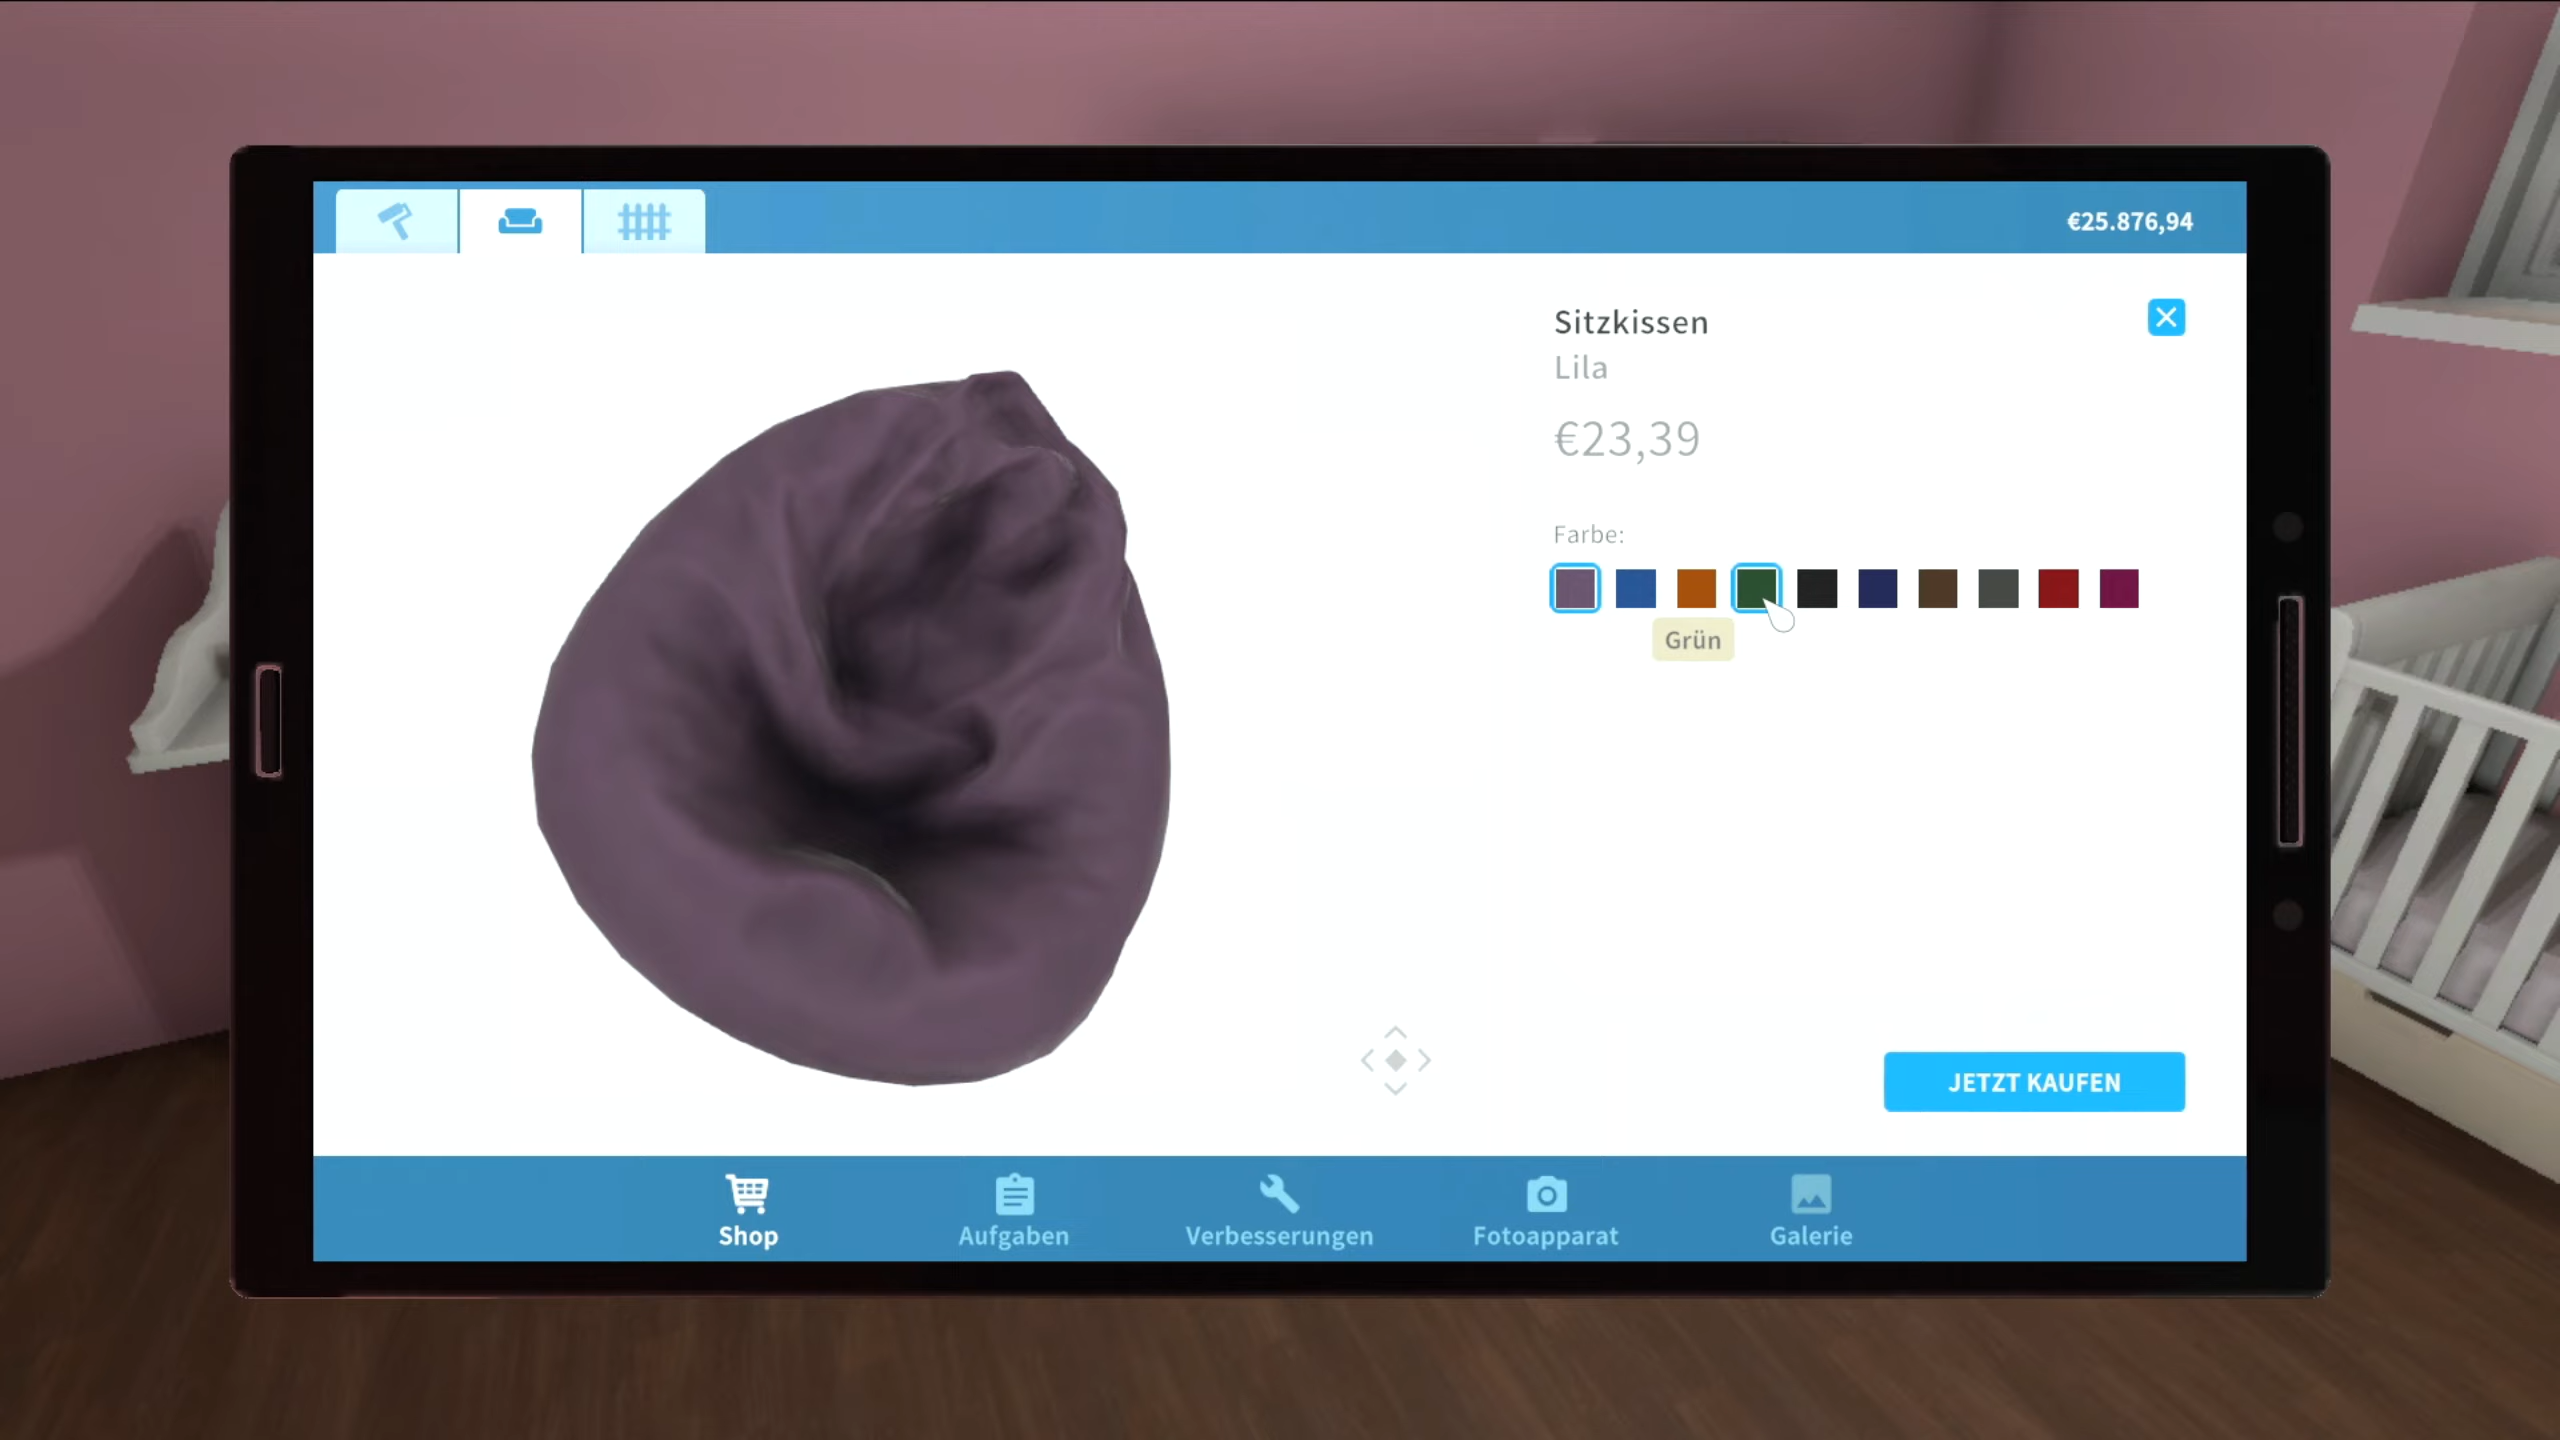 €25.876,94
Sitzkissen
Lila
€23,39
Farbe:
Grün
JETZT KAUFEN
Shop
Aufgaben
Verbesserungen
Fotoapparat
Galerie